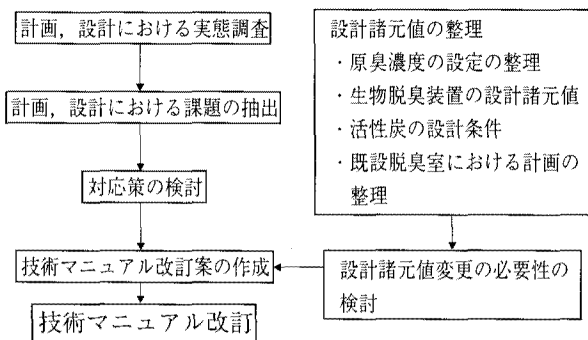 計画，設計における実態調査
計画，設計における課題の抽出
対応策の検討
技術マニュアル改訂案の作成
技術マニュアル改訂
設計諸元値の整理
・原臭濃度の設定の整理
・生物脱臭装置の設計諸元値
・活性炭の設計条件
・既設脱臭室における計画の
整理
設計諸元値変更の必要性の
検討